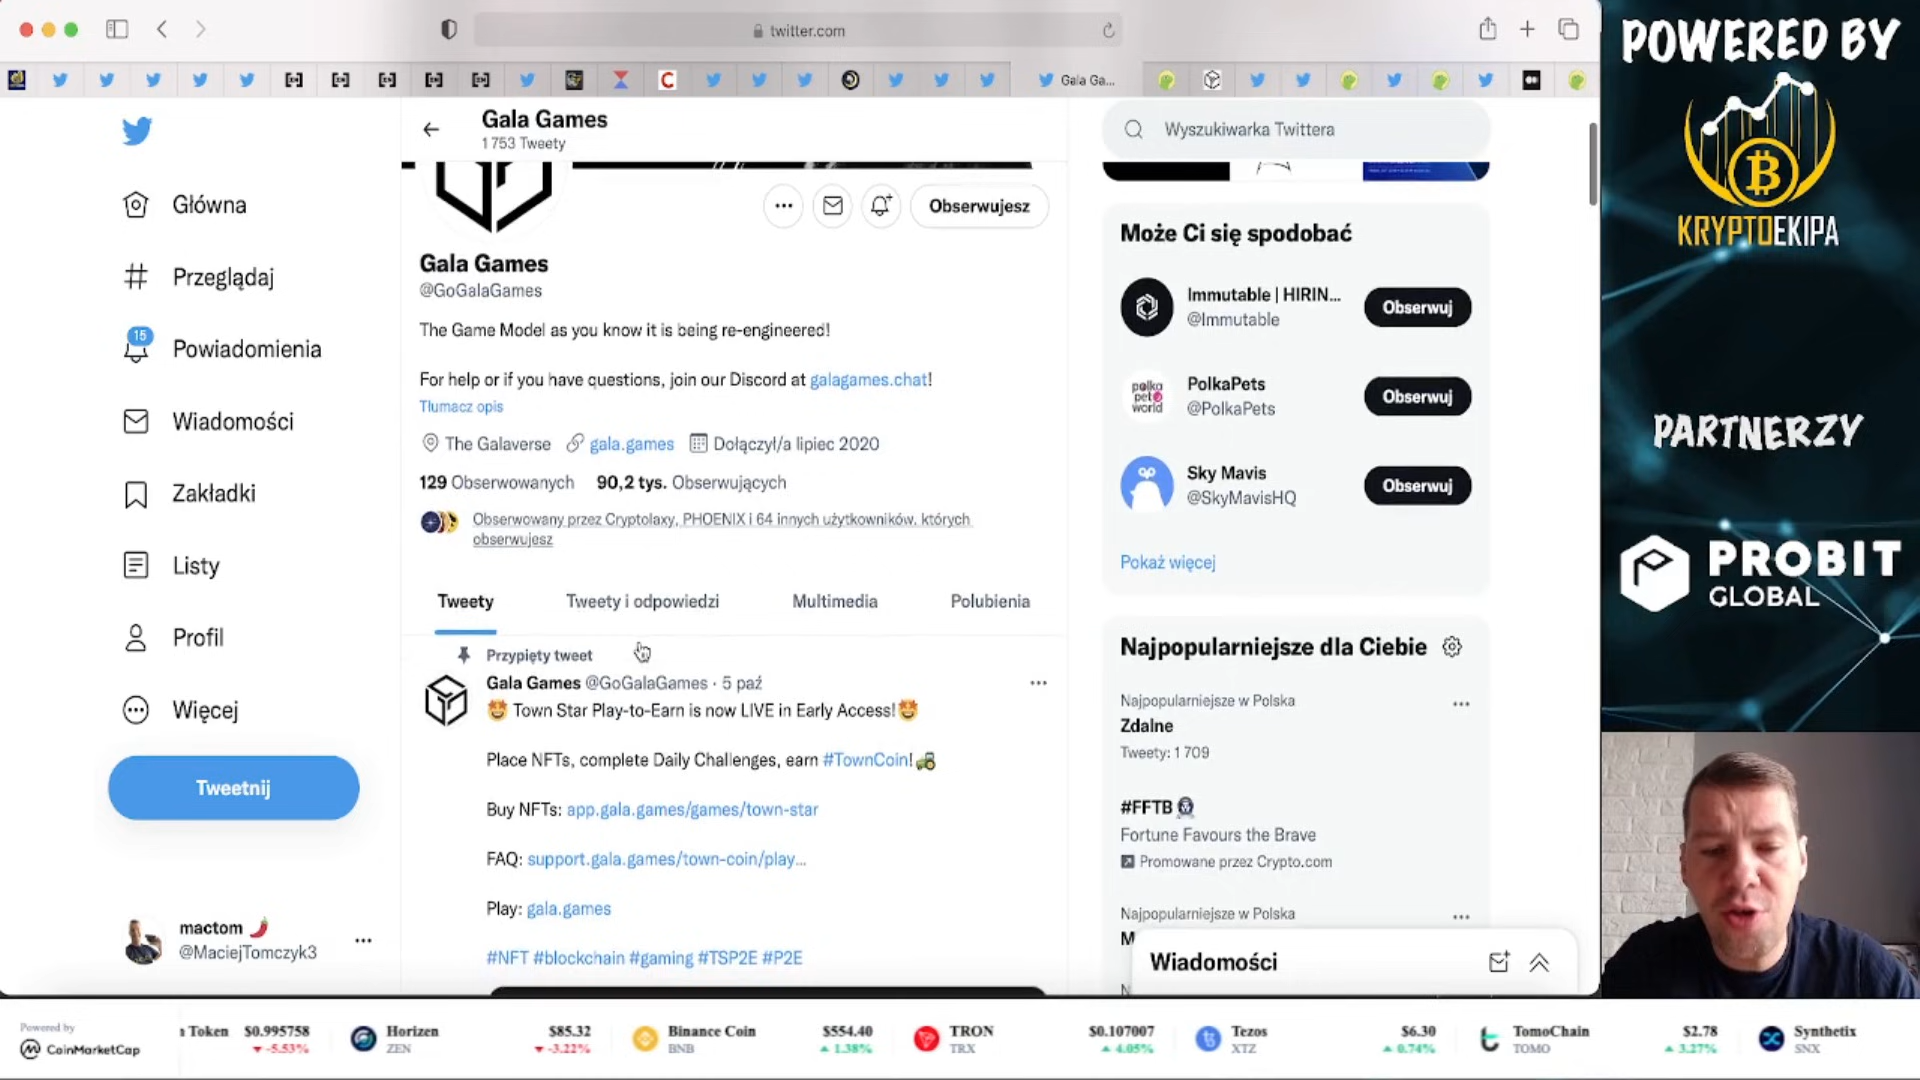 twitter.com
Gala Ga...
Gala Games
1 753 Tweety
Wyszukiwarka Twittera
Główna
Przeglądaj
15
Powiadomienia
Wiadomości
Zakładki
Listy
Profil
Więcej
Tweetnij
mactom
@MaciejTomczyk3
Obserwujesz
Gala Games
@GoGalaGames
The Game Model as you know it is being re-engineered!
For help or if you have questions, join our Discord at galagames.chat!
Tłumacz opis
The Galaverse gala.games Dołączył/a lipiec 2020
129 Obserwowanych 90,2 tys. Obserwujących
Obserwowany przez Cryptolaxy, PHOENIX i 64 innych użytkowników, których
obserwujesz
Tweety Tweety i odpowiedzi Multimedia Polubienia
Przypięty tweet
Gala Games @GoGalaGames · 5 paź
Town Star Play-to-Earn is now LIVE in Early Access!
Place NFTs, complete Daily Challenges, earn #TownCoin!
Buy NFTs: app.gala.games/games/town-star
FAQ: support.gala.games/town-coin/play...
Play: gala.games
#NFT #blockchain #gaming #TSP2E #P2E
Może Ci się spodobać
Immutable | HIRIN...
@Immutable
Obserwuj
polka
pet
world
PolkaPets
@PolkaPets
Obserwuj
Sky Mavis
@SkyMavisHQ
Obserwuj
Pokaż więcej
Najpopularniejsze dla Ciebie
Najpopularniejsze w Polska
Zdalne
Tweety: 1 709
#FFTB
Fortune Favours the Brave
Promowane przez Crypto.com
Najpopularniejsze w Polska
M
Wiadomości
N
POWERED BY
KRYPTOEKIPA
PARTNERZY
PROBIT
GLOBAL
Powered by
CoinMarketCap
Token $0.995758
-5.53%
Horizen $85.32
ZEN -3.22%
Binance Coin $554.40
BNB 1.38%
TRON $0.107007
TRX 4.05%
Tezos $6.30
XTZ 0.74%
TomoChain $2.78
TOMO 3.27%
Synthetix
SNX